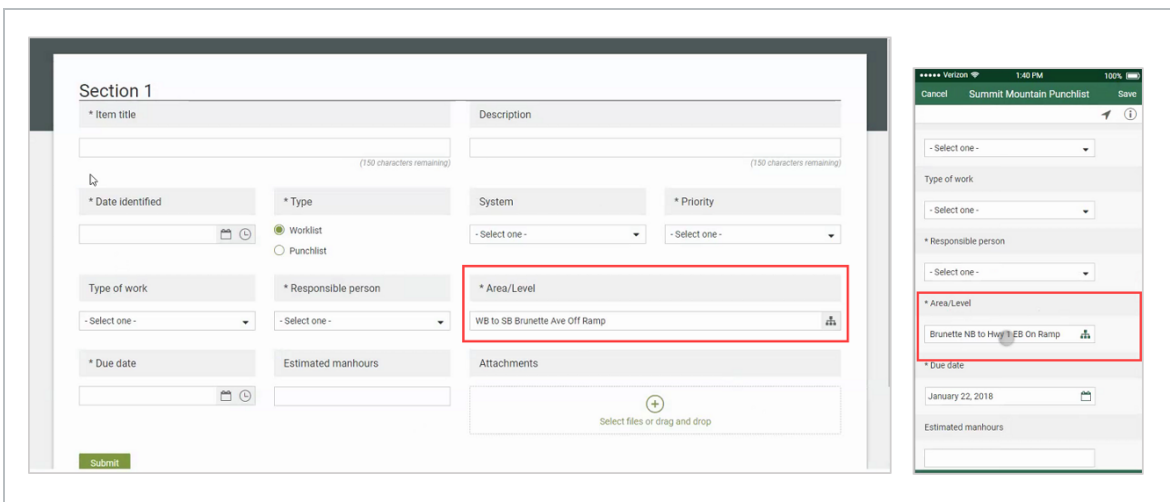 Section 1
* Item title
Description
(150 characters remaining)
(150 characters remaining)
* Date identified
* Type
System
* Priority
Worklist
- Select one -
- Select one -
Punchlist
Type of work
* Responsible person
* Area/Level
- Select one -
- Select one -
WB to SB Brunette Ave Off Ramp
* Due date
Estimated manhours
Attachments
Select files or drag and drop
Submit
Verizon
1:40 PM
100%
Cancel
Summit Mountain Punchlist
Save
- Select one -
Type of work
- Select one -
* Responsible person
- Select one -
* Area/Level
Brunette NB to Hwy 1 EB On Ramp
* Due date
January 22, 2018
Estimated manhours